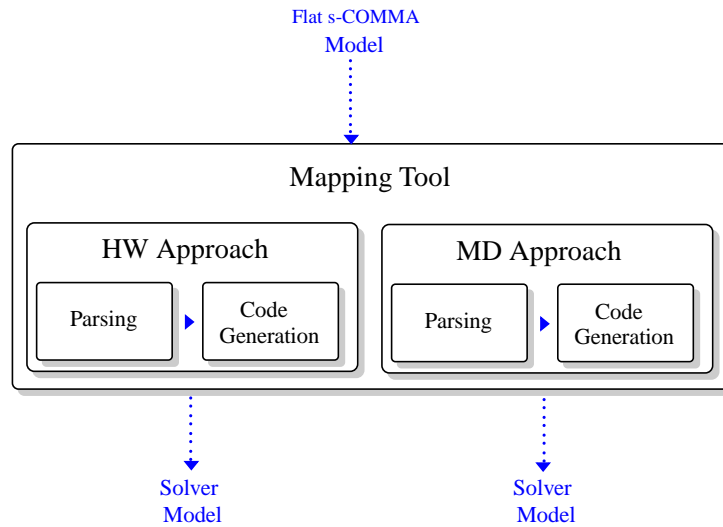 Flat s-COMMA
Model
Mapping Tool
HW Approach
Parsing
Code
Generation
MD Approach
Parsing
Code
Generation
Solver
Model
Solver
Model